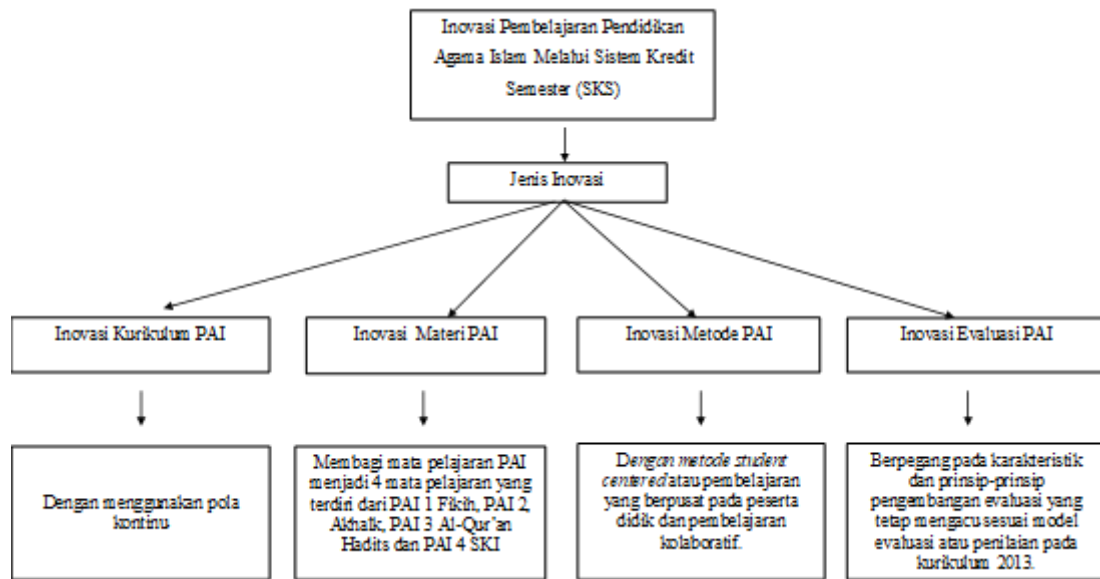 Inovasi Pembelajaran Pendidikan
Agama Islam Melalui Sistem Kredit
Semester (SKS)
Jenis Inovasi
Inovasi Kurikulum PAI
Inovasi Materi PAI
Inovasi Metode PAI
Inovasi Evaluasi PAI
Dengan menggunakan pola
kontinu
Membagi mata pelajaran PAI
menjadi 4 mata pelajaran yang
terdiri dari PAI 1 Fikih, PAI 2,
Akhalk, PAI 3 Al-Qur'an
Hadits dan PAI 4 SKI
Dengan metode student
centered atau pembelajaran
yang berpusat pada peserta
didik dan pembelajaran
kolaboratif.
Berpegang pada karakteristik
dan prinsip-prinsip
pengembangan evaluasi yang
tetap mengacu sesuai model
evaluasi atau penilaian pada
kurikulum 2013.